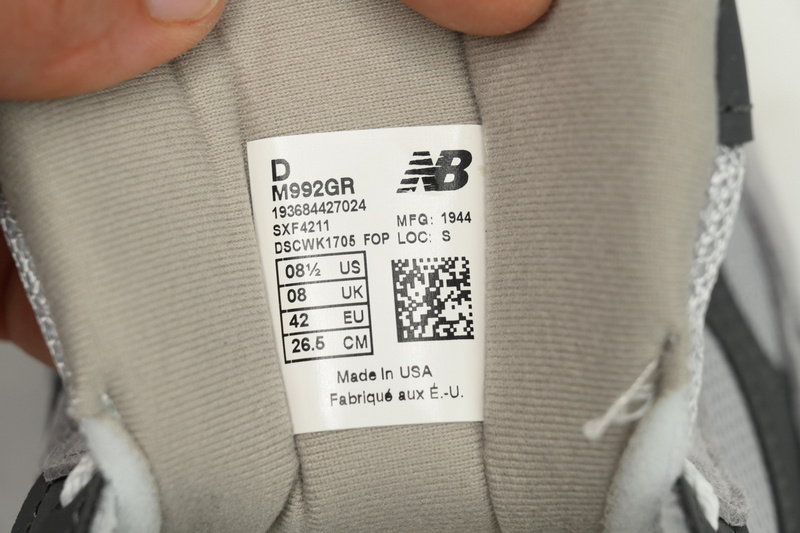 D
NB
M992GR
193684427024
SXF4211 MFG: 1944
DSCWK1705 FOP LOC: S
08½ US
08 UK
42 EU
26.5 CM
Made In USA
Fabriqué aux É.-U.